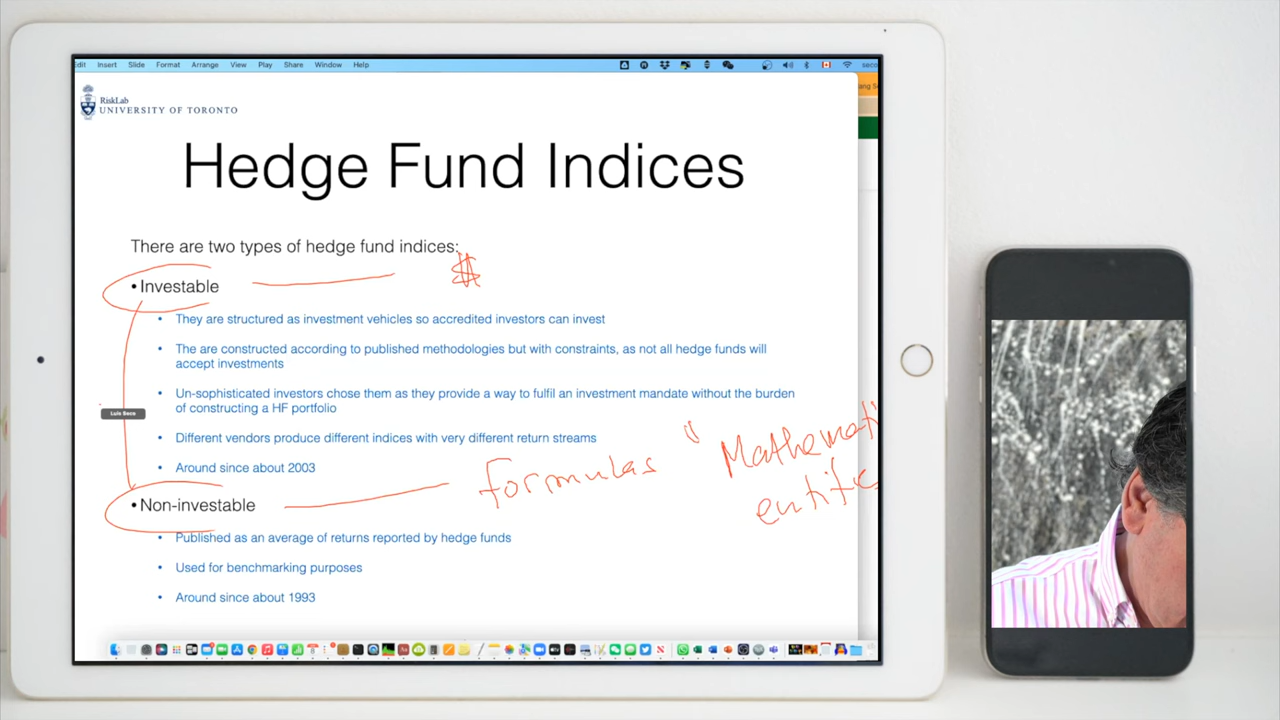 Edit Insert Slide Format Arrange View Play Share Window Help
RiskLab
UNIVERSITY OF TORONTO
Hedge Fund Indices
There are two types of hedge fund indices:
$
• Investable
• They are structured as investment vehicles so accredited investors can invest
• The are constructed according to published methodologies but with constraints, as not all hedge funds will
accept investments
• Un-sophisticated investors chose them as they provide a way to fulfil an investment mandate without the burden
of constructing a HF portfolio
Luis Seco
• Different vendors produce different indices with very different return streams
• Around since about 2003
formulas " Mathemati
entitie
• Non-investable
• Published as an average of returns reported by hedge funds
• Used for benchmarking purposes
• Around since about 1993